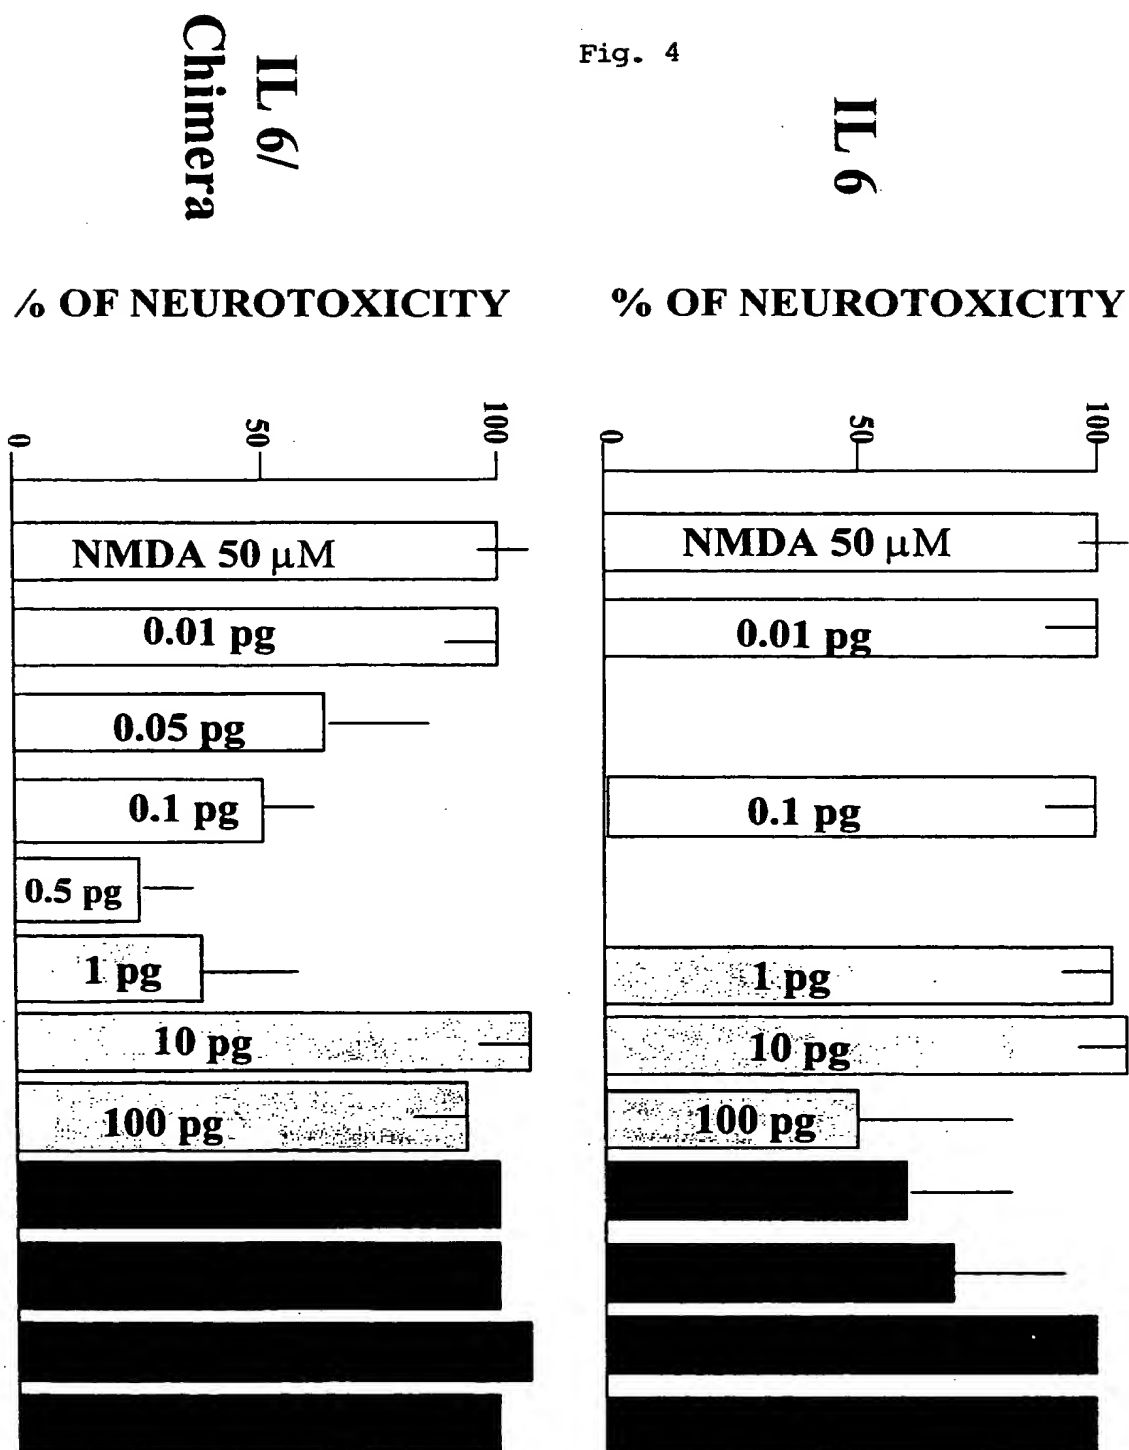 Fig. 4
IL 6/
Chimera
% OF NEUROTOXICITY
0
50
100
NMDA 50 µM
0.01 pg
0.05 pg
0.1 pg
0.5 pg
1 pg
10 pg
100 pg
IL 6
% OF NEUROTOXICITY
0
50
100
NMDA 50 µM
0.01 pg
0.1 pg
1 pg
10 pg
100 pg